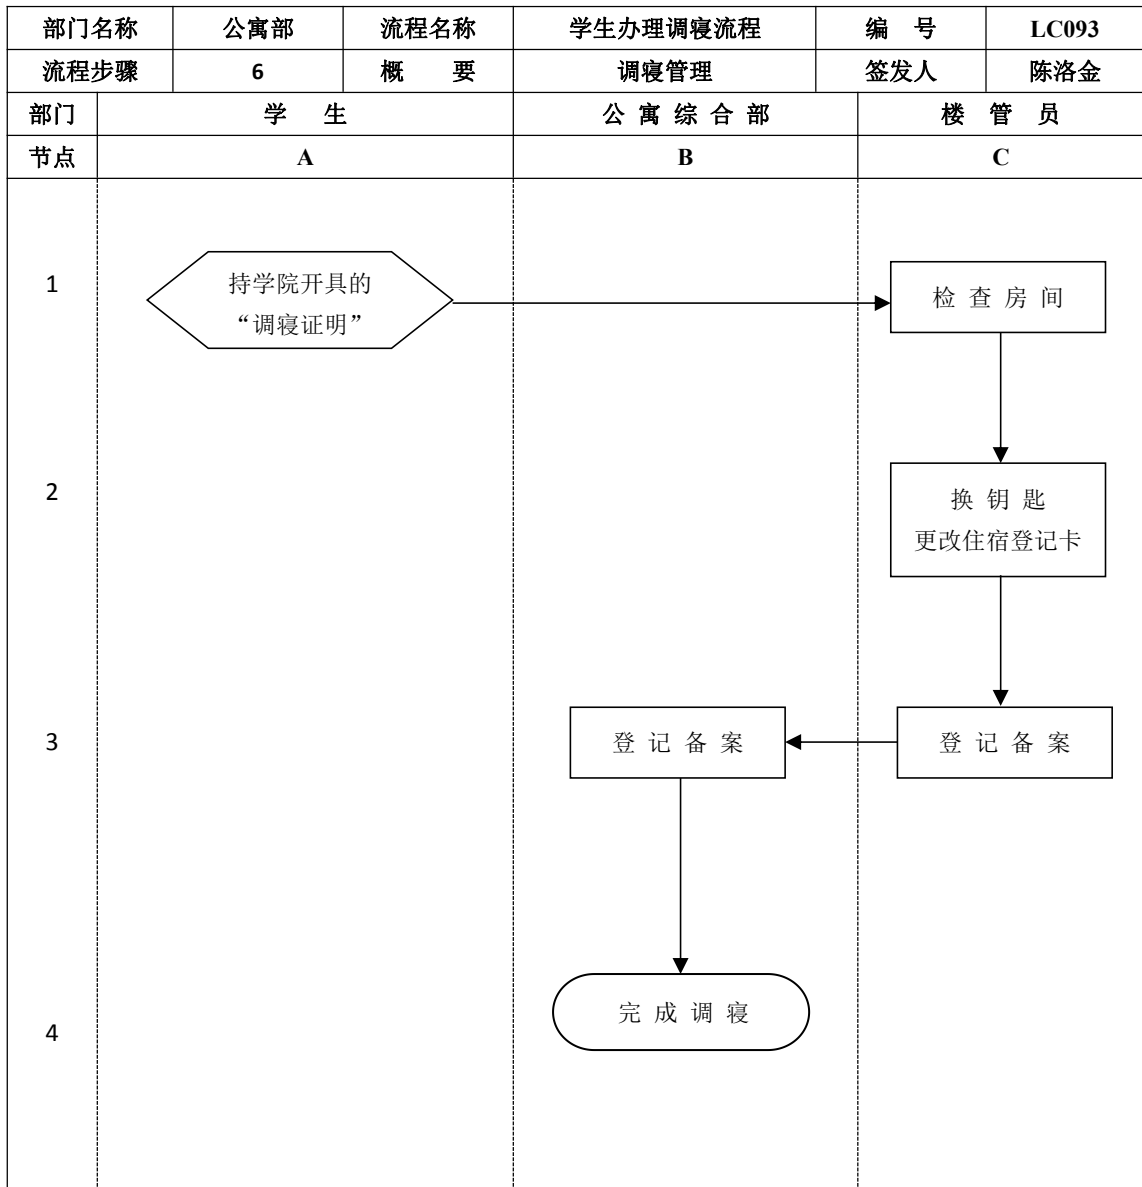 部门名称 公寓部 流程名称 学生办理调寝流程 编 号 LC093
流程步骤 6 概 要 调寝管理 签发人 陈洛金
部门 学 生 公 寓 综 合 部 楼 管 员
节点 A B C
1
持学院开具的
“调寝证明”
检 查 房 间
2
换 钥 匙
更改住宿登记卡
3
登 记 备 案
登 记 备 案
4
完 成 调 寝